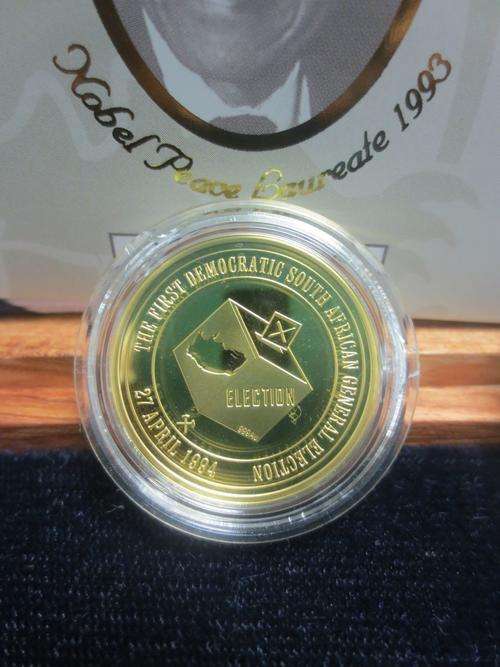 Nobel Peace Laureate 1993
THE FIRST DEMOCRATIC SOUTH AFRICAN GENERAL ELECTION
27 APRIL 1994
ELECTION